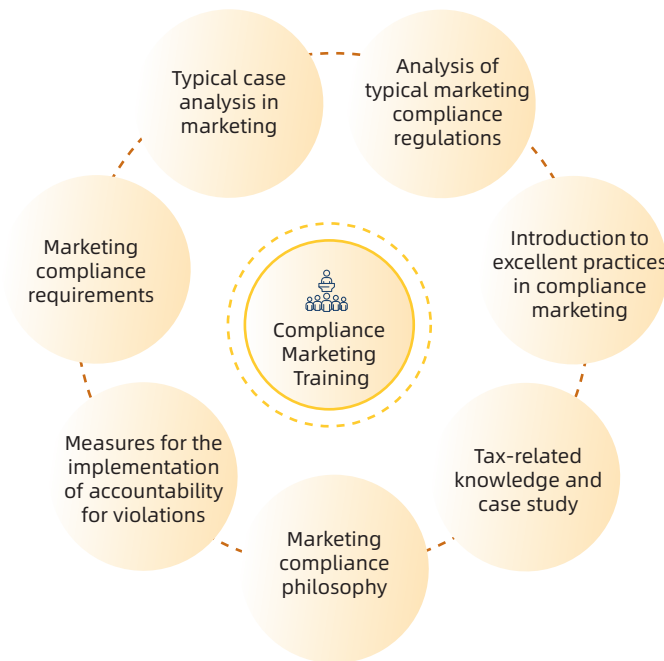 Typical case
analysis in
marketing
Analysis of
typical marketing
compliance
regulations
Marketing
compliance
requirements
Introduction to
excellent practices
in compliance
marketing
Compliance
Marketing
Training
Measures for the
implementation
of accountability
for violations
Tax-related
knowledge and
case study
Marketing
compliance
philosophy